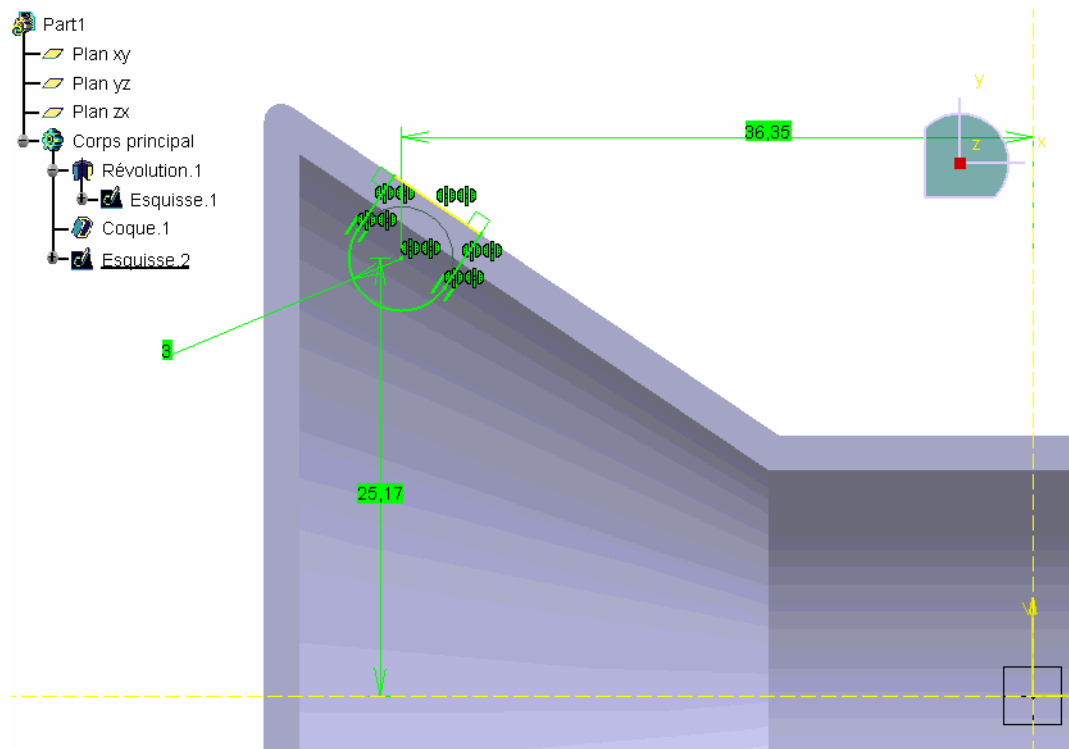 Part1
Plan xy
Plan yz
Plan zx
Corps principal
Révolution.1
Esquisse.1
Coque.1
Esquisse.2
36,35
y
x
z
3
25,17
V